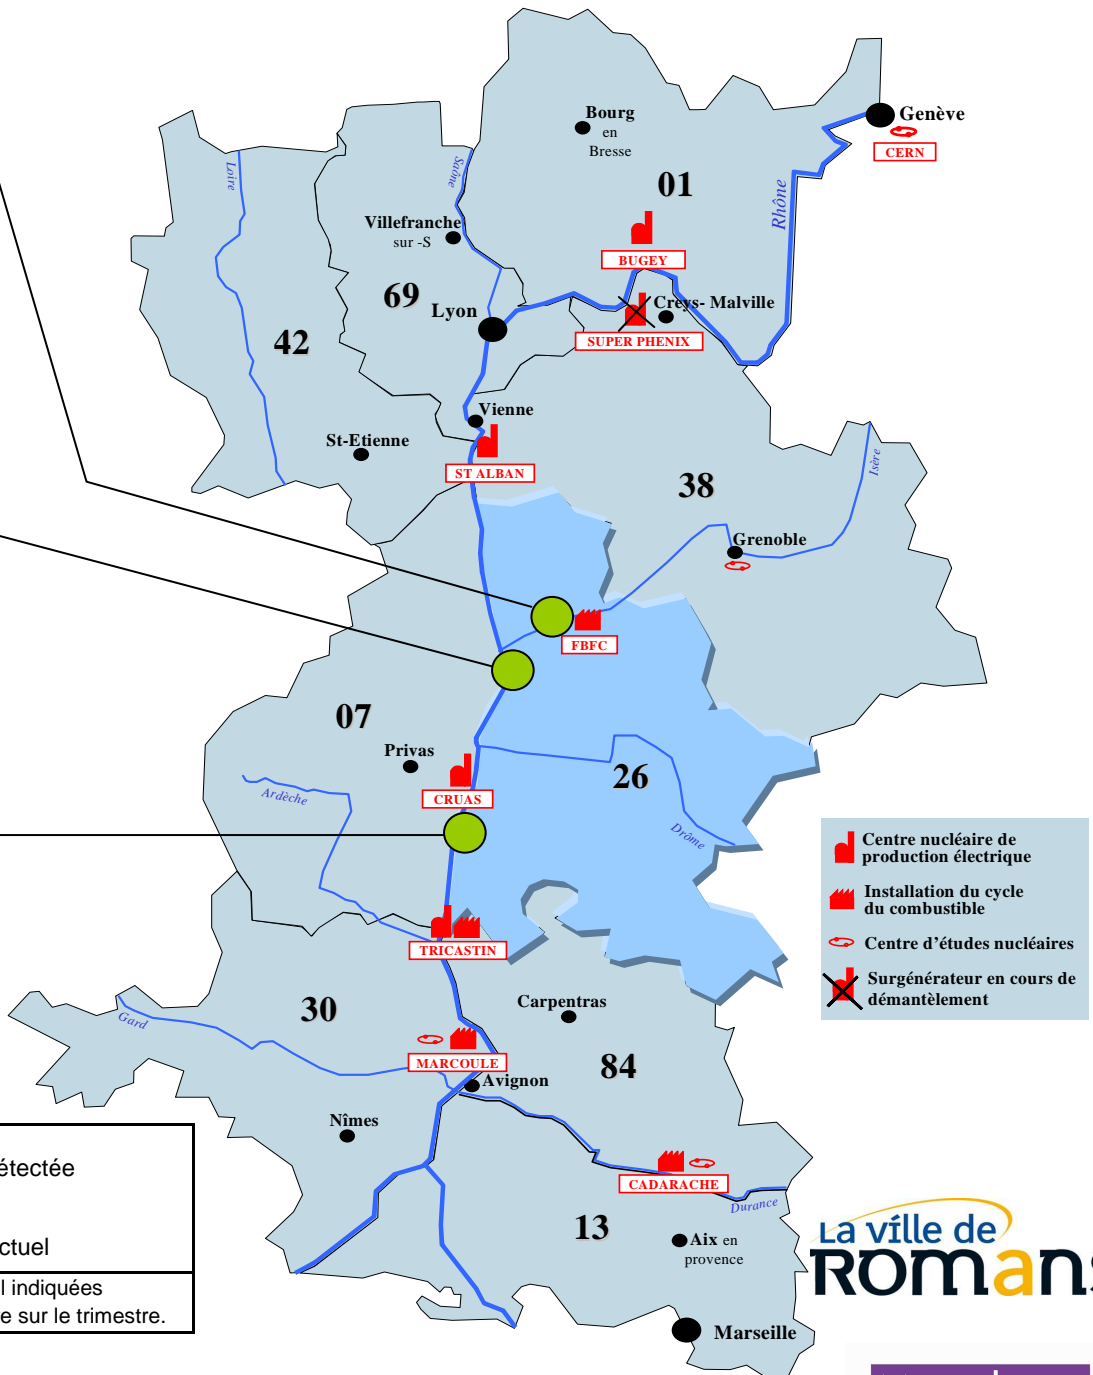 Bourg
en
Bresse
Genève
CERN
01
Loire
Saône
Rhône
Villefranche
sur -S
BUGEY
69
Lyon
Creys- Malville
42
SUPER PHENIX
Vienne
St-Etienne
ST ALBAN
38
Isère
Grenoble
FBFC
07
Privas
26
CRUAS
Ardèche
Drôme
Centre nucléaire de
production électrique
Installation du cycle
du combustible
Centre d'études nucléaires
Surgénérateur en cours de
démantèlement
TRICASTIN
30
Carpentras
Gard
MARCOULE
84
Avignon
Nîmes
étectée
CADARACHE
Durance
13
ctuel
Aix en
provence
l indiquées
e sur le trimestre.
La ville de
Romans
Marseille